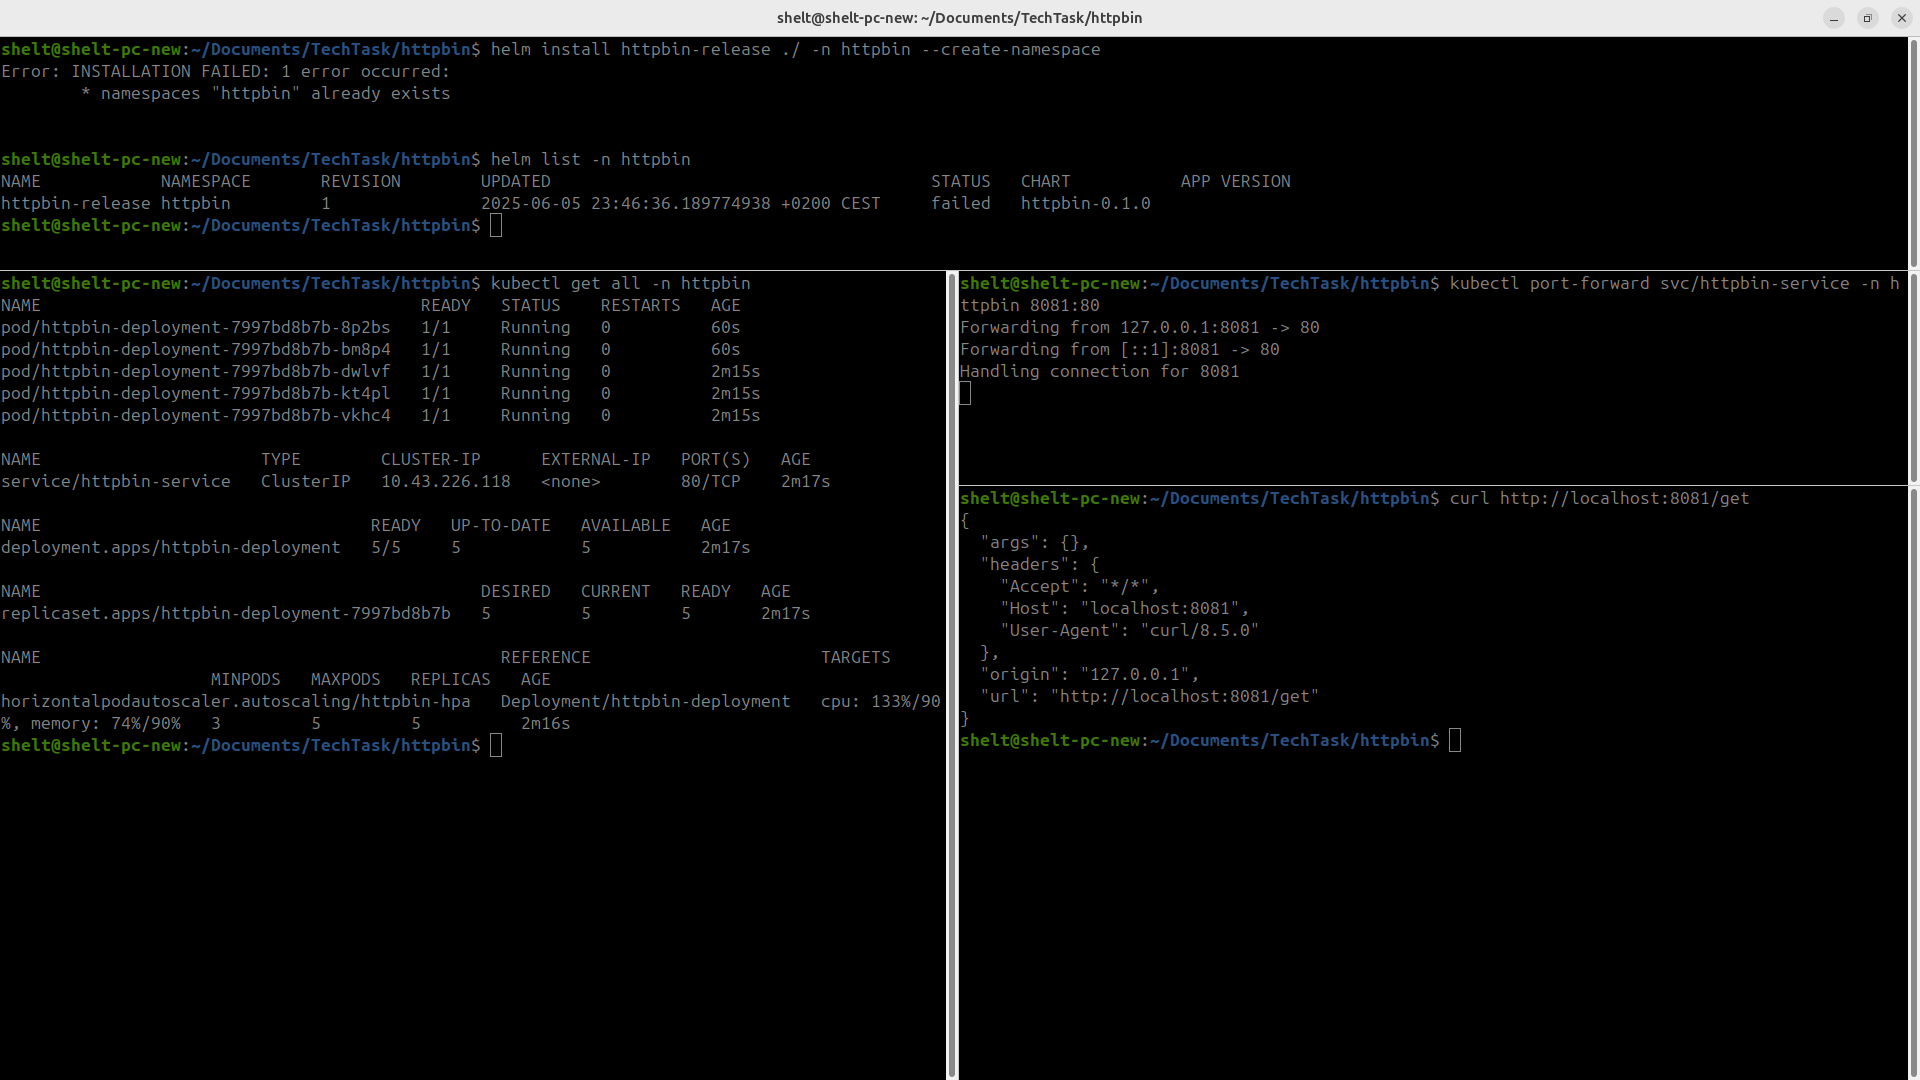 shelt@shelt-pc-new: ~/Documents/TechTask/httpbin
shelt@shelt-pc-new:~/Documents/TechTask/httpbin$ helm install httpbin-release ./ -n httpbin --create-namespace
Error: INSTALLATION FAILED: 1 error occurred:
        * namespaces "httpbin" already exists
shelt@shelt-pc-new:~/Documents/TechTask/httpbin$ helm list -n httpbin
NAME            NAMESPACE       REVISION        UPDATED                                      STATUS   CHART           APP VERSION
httpbin-release httpbin         1               2025-06-05 23:46:36.189774938 +0200 CEST     failed   httpbin-0.1.0
shelt@shelt-pc-new:~/Documents/TechTask/httpbin$
shelt@shelt-pc-new:~/Documents/TechTask/httpbin$ kubectl get all -n httpbin
NAME                                      READY   STATUS    RESTARTS   AGE
pod/httpbin-deployment-7997bd8b7b-8p2bs   1/1     Running   0          60s
pod/httpbin-deployment-7997bd8b7b-bm8p4   1/1     Running   0          60s
pod/httpbin-deployment-7997bd8b7b-dwlvf   1/1     Running   0          2m15s
pod/httpbin-deployment-7997bd8b7b-kt4pl   1/1     Running   0          2m15s
pod/httpbin-deployment-7997bd8b7b-vkhc4   1/1     Running   0          2m15s
NAME                      TYPE        CLUSTER-IP      EXTERNAL-IP   PORT(S)   AGE
service/httpbin-service   ClusterIP   10.43.226.118   <none>        80/TCP    2m17s
NAME                                 READY   UP-TO-DATE   AVAILABLE   AGE
deployment.apps/httpbin-deployment   5/5     5            5           2m17s
NAME                                            DESIRED   CURRENT   READY   AGE
replicaset.apps/httpbin-deployment-7997bd8b7b   5         5         5       2m17s
NAME                                              REFERENCE                       TARGETS
                     MINPODS   MAXPODS   REPLICAS   AGE
horizontalpodautoscaler.autoscaling/httpbin-hpa   Deployment/httpbin-deployment   cpu: 133%/90
%, memory: 74%/90%   3         5         5          2m16s
shelt@shelt-pc-new:~/Documents/TechTask/httpbin$
shelt@shelt-pc-new:~/Documents/TechTask/httpbin$ kubectl port-forward svc/httpbin-service -n h
ttpbin 8081:80
Forwarding from 127.0.0.1:8081 -> 80
Forwarding from [::1]:8081 -> 80
Handling connection for 8081
shelt@shelt-pc-new:~/Documents/TechTask/httpbin$ curl http://localhost:8081/get
{
  "args": {},
  "headers": {
    "Accept": "*/*",
    "Host": "localhost:8081",
    "User-Agent": "curl/8.5.0"
  },
  "origin": "127.0.0.1",
  "url": "http://localhost:8081/get"
}
shelt@shelt-pc-new:~/Documents/TechTask/httpbin$